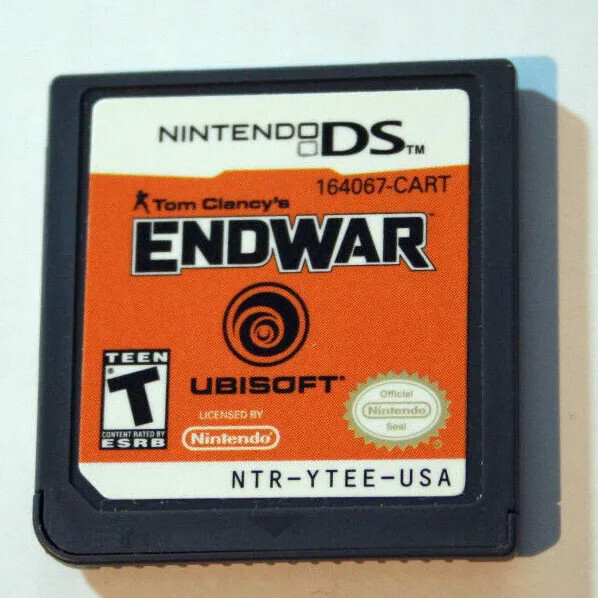 NINTENDO DS™
164067-CART
Tom Clancy's
ENDWAR™
UBISOFT®
TEEN
T
CONTENT RATED BY
ESRB
LICENSED BY
Nintendo®
Official
Nintendo
Seal
NTR-YTEE-USA